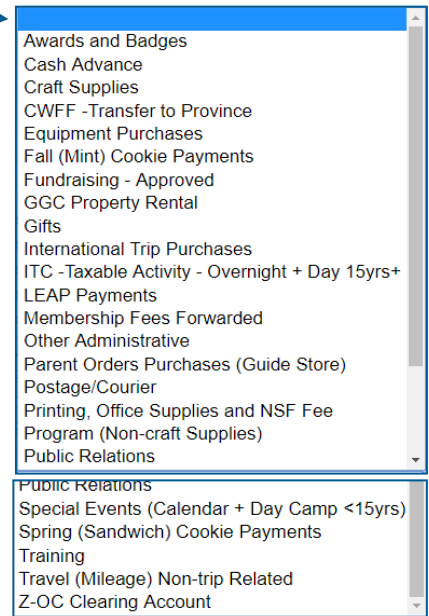 Awards and Badges
Cash Advance
Craft Supplies
CWFF -Transfer to Province
Equipment Purchases
Fall (Mint) Cookie Payments
Fundraising - Approved
GGC Property Rental
Gifts
International Trip Purchases
ITC -Taxable Activity - Overnight + Day 15yrs+
LEAP Payments
Membership Fees Forwarded
Other Administrative
Parent Orders Purchases (Guide Store)
Postage/Courier
Printing, Office Supplies and NSF Fee
Program (Non-craft Supplies)
Public Relations
Public Relations
Special Events (Calendar + Day Camp <15yrs)
Spring (Sandwich) Cookie Payments
Training
Travel (Mileage) Non-trip Related
Z-OC Clearing Account